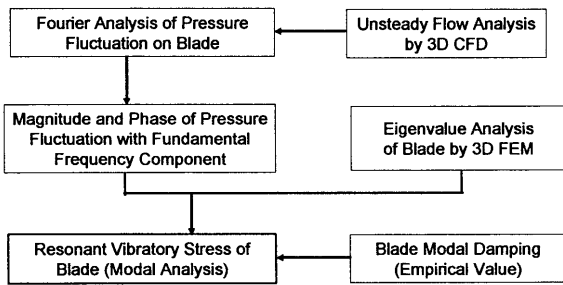 Fourier Analysis of Pressure
Fluctuation on Blade
Unsteady Flow Analysis
by 3D CFD
Magnitude and Phase of Pressure
Fluctuation with Fundamental
Frequency Component
Eigenvalue Analysis
of Blade by 3D FEM
Resonant Vibratory Stress of
Blade (Modal Analysis)
Blade Modal Damping
(Empirical Value)